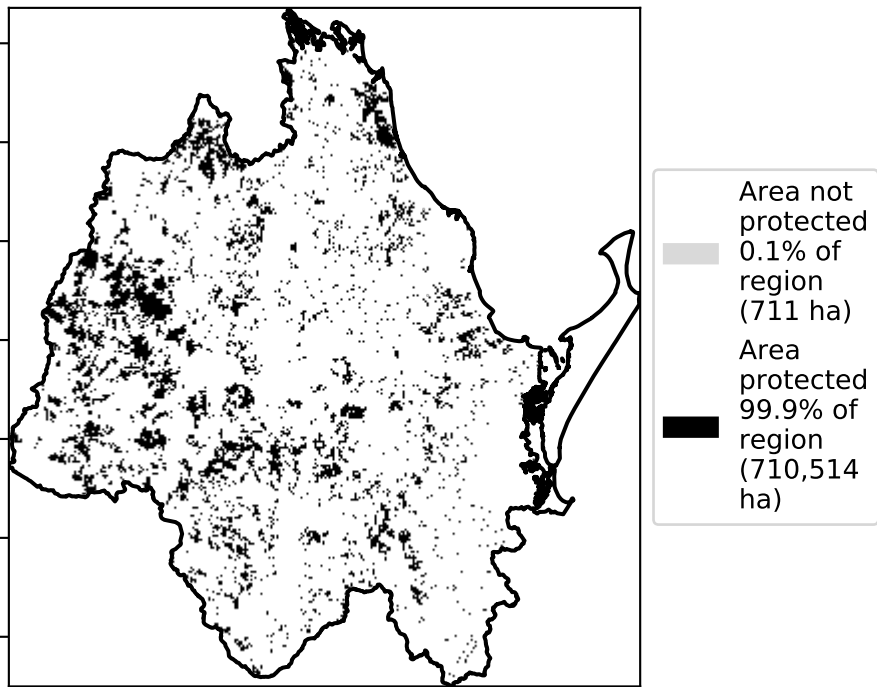 Area not
protected
0.1% of
region
(711 ha)
Area
protected
99.9% of
region
(710,514
ha)